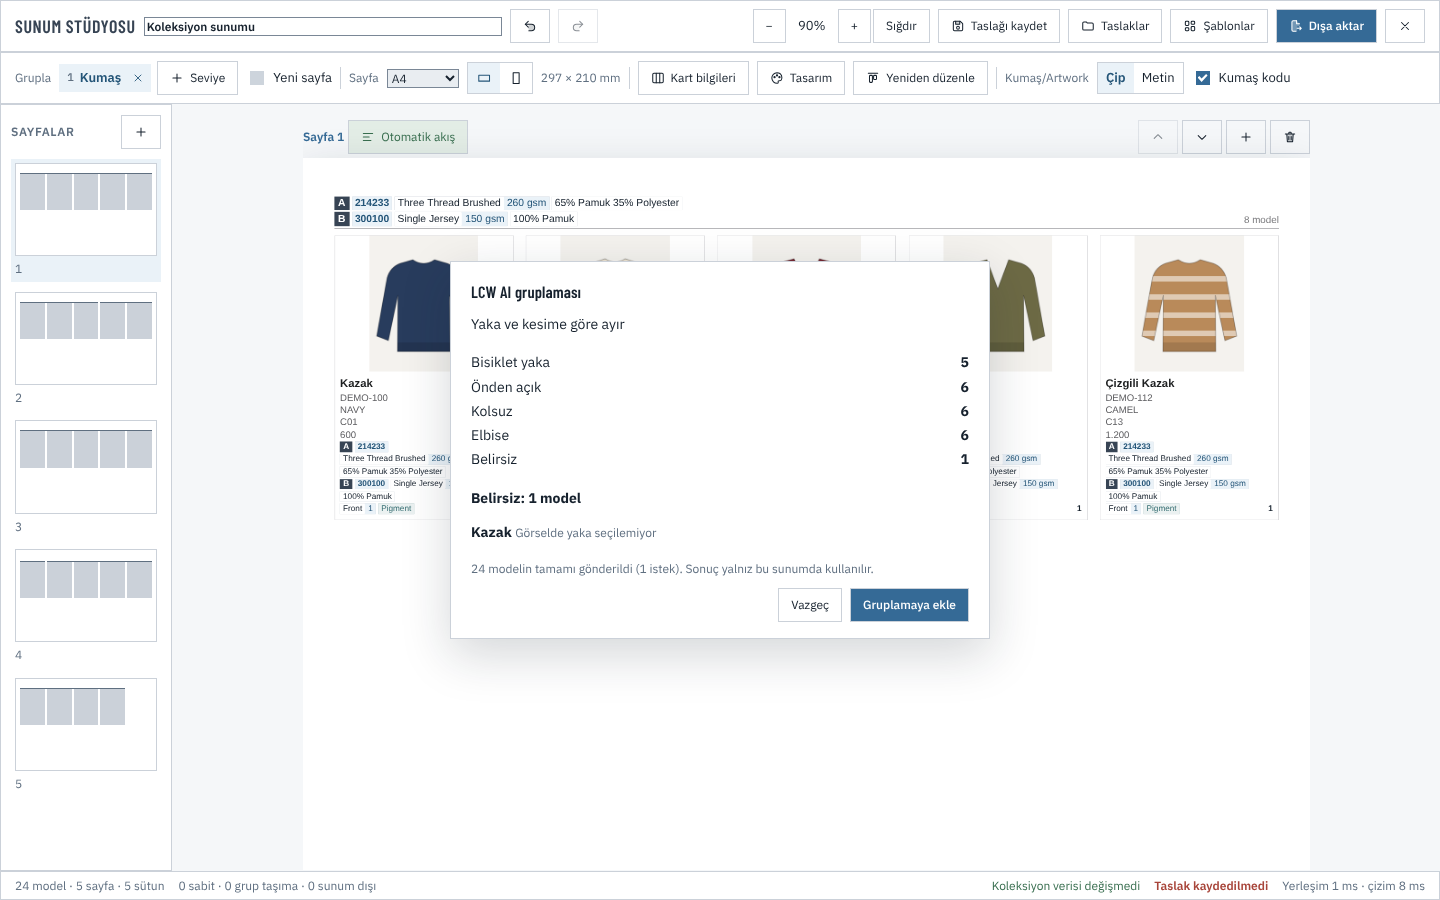 SUNUM STÜDYOSU Koleksiyon sunumu − 90% + Sığdır Taslağı kaydet Taslaklar Şablonlar Dışa aktar
Grupla 1 Kumaş Seviye Yeni sayfa Sayfa A4 297 × 210 mm Kart bilgileri Tasarım Yeniden düzenle Kumaş/Artwork Çip Metin Kumaş kodu
SAYFALAR
1
2
3
4
5
Sayfa 1 Otomatik akış
A 214233 Three Thread Brushed 260 gsm 65% Pamuk 35% Polyester
B 300100 Single Jersey 150 gsm 100% Pamuk
8 model
Kazak
DEMO-100
NAVY
C01
600
A 214233
Three Thread Brushed 260 g
65% Pamuk 35% Polyester
B 300100 Single Jersey
100% Pamuk
Front 1 Pigment
LCW AI gruplaması
Yaka ve kesime göre ayır
Bisiklet yaka 5
Önden açık 6
Kolsuz 6
Elbise 6
Belirsiz 1
Belirsiz: 1 model
Kazak Görselde yaka seçilemiyor
24 modelin tamamı gönderildi (1 istek). Sonuç yalnız bu sunumda kullanılır.
Vazgeç Gruplamaya ekle
260 gsm
Jersey 150 gsm
1
Çizgili Kazak
DEMO-112
CAMEL
C13
1.200
A 214233
Three Thread Brushed 260 gsm
65% Pamuk 35% Polyester
B 300100 Single Jersey 150 gsm
100% Pamuk
Front 1 Pigment 1
24 model · 5 sayfa · 5 sütun 0 sabit · 0 grup taşıma · 0 sunum dışı Koleksiyon verisi değişmedi Taslak kaydedilmedi Yerleşim 1 ms · çizim 8 ms